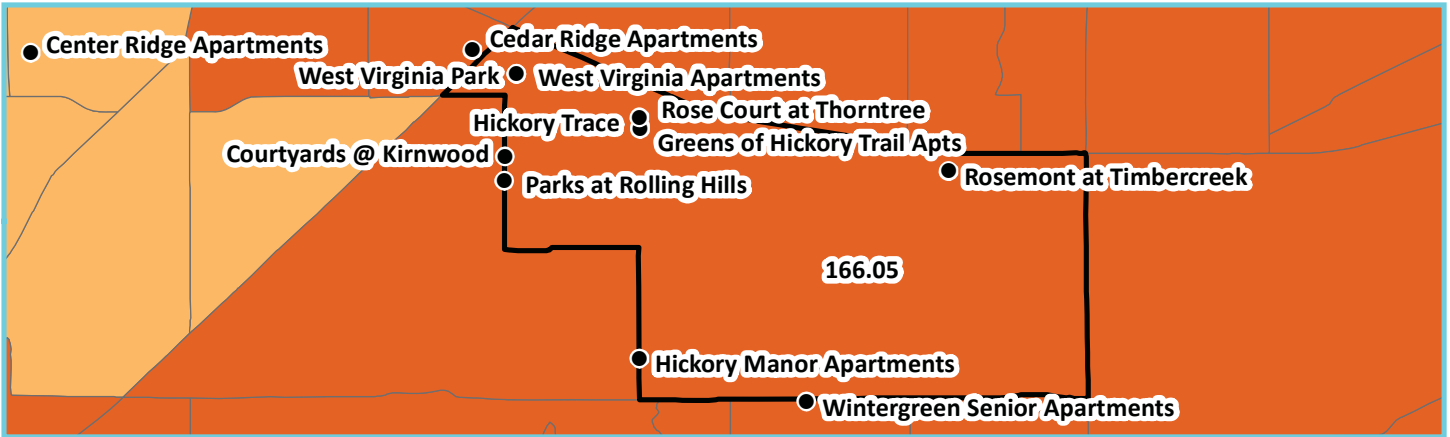 Center Ridge Apartments
Cedar Ridge Apartments
West Virginia Park
West Virginia Apartments
Rose Court at Thorntree
Hickory Trace
Greens of Hickory Trail Apts
Courtyards @ Kirnwood
Parks at Rolling Hills
Rosemont at Timbercreek
166.05
Hickory Manor Apartments
Wintergreen Senior Apartments